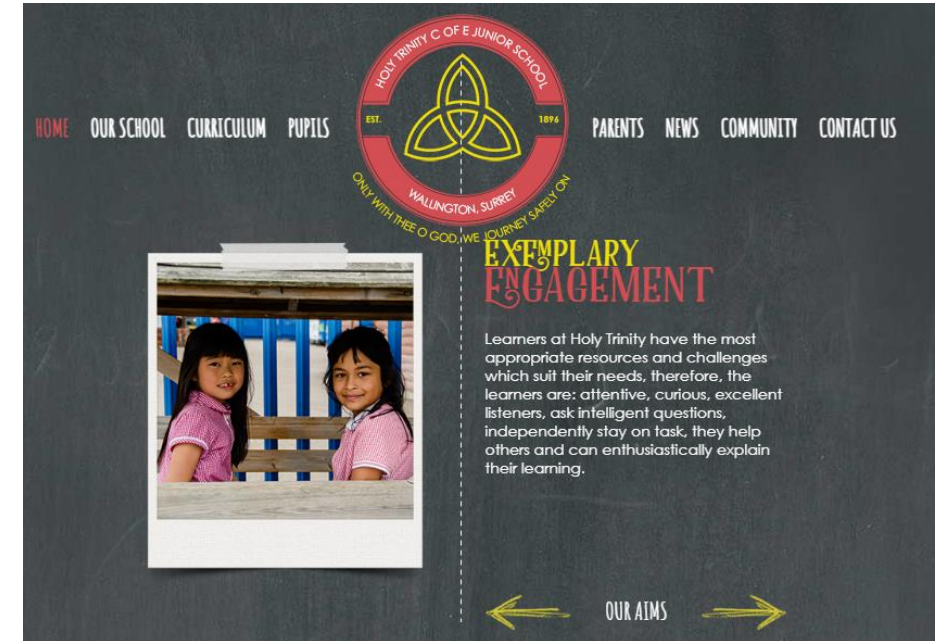 HOLY TRINITY C OF E JUNIOR SCHOOL
HOME OUR SCHOOL CURRICULUM PUPILS
EST. 1896
PARENTS NEWS COMMUNITY CONTACT US
WALLINGTON, SURREY
ONLY WITH THEE O GOD, WE JOURNEY SAFELY ON
EXEMPLARY
ENGAGEMENT
Learners at Holy Trinity have the most
appropriate resources and challenges
which suit their needs, therefore, the
learners are: attentive, curious, excellent
listeners, ask intelligent questions,
independently stay on task, they help
others and can enthusiastically explain
their learning.
OUR AIMS